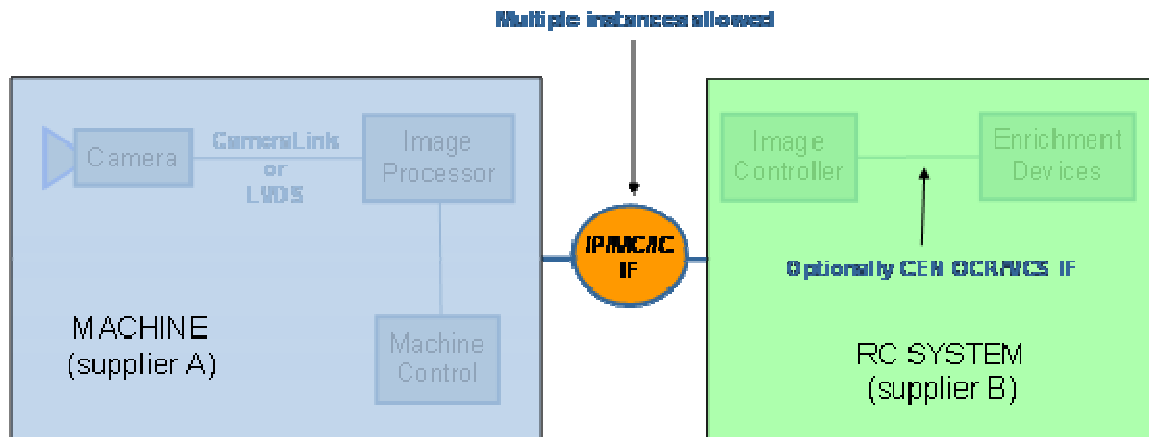 Multiple instances allowed
Camera
CameraLink
or
LVDS
Image
Processor
Machine
Control
MACHINE
(supplier A)
IP/MC/IC
IF
Image
Controller
Enrichment
Devices
Optionally CEN OCR/VCS IF
RC SYSTEM
(supplier B)